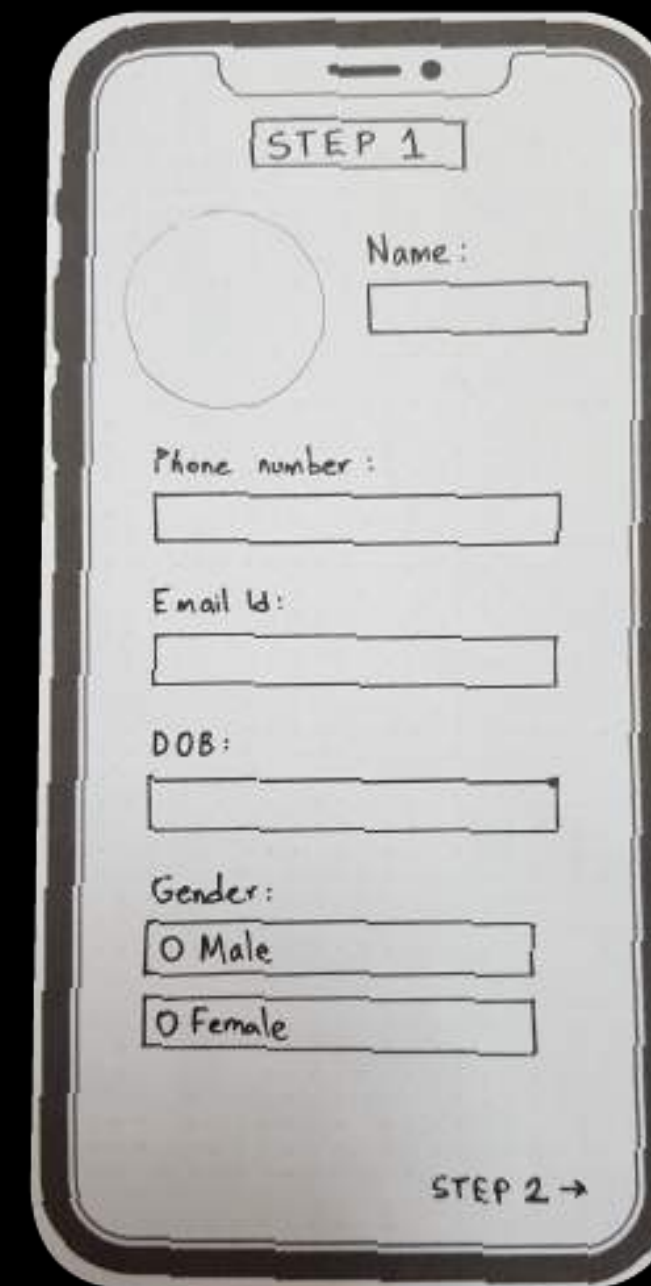 STEP 1
Name:
Phone number:
Email Id:
DOB:
Gender:
O Male
O Female
STEP 2 →